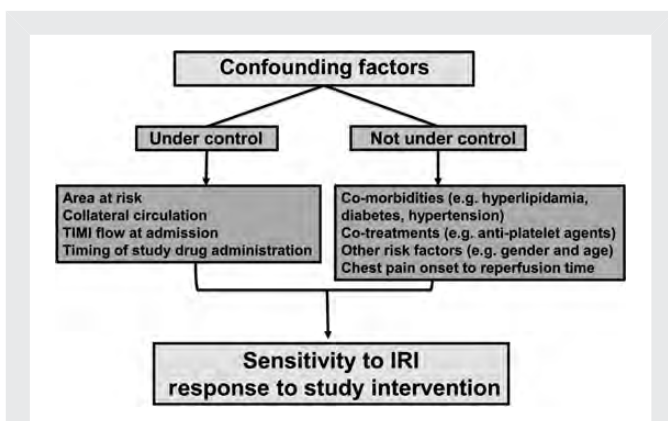 Confounding factors
Under control
Not under control
Area at risk
Collateral circulation
TIMI flow at admission
Timing of study drug administration
Co-morbidities (e.g. hyperlipidamia,
diabetes, hypertension)
Co-treatments (e.g. anti-platelet agents)
Other risk factors (e.g. gender and age)
Chest pain onset to reperfusion time
Sensitivity to IRI
response to study intervention